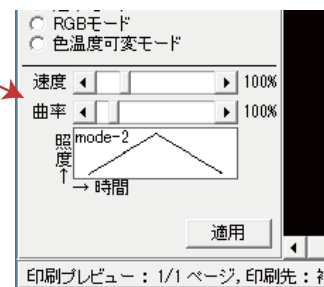 RGBモード
色温度可変モード
速度 100%
曲率 100%
照度↑ mode-2
→ 時間
適用
印刷プレビュー : 1/1 ページ, 印刷先 :